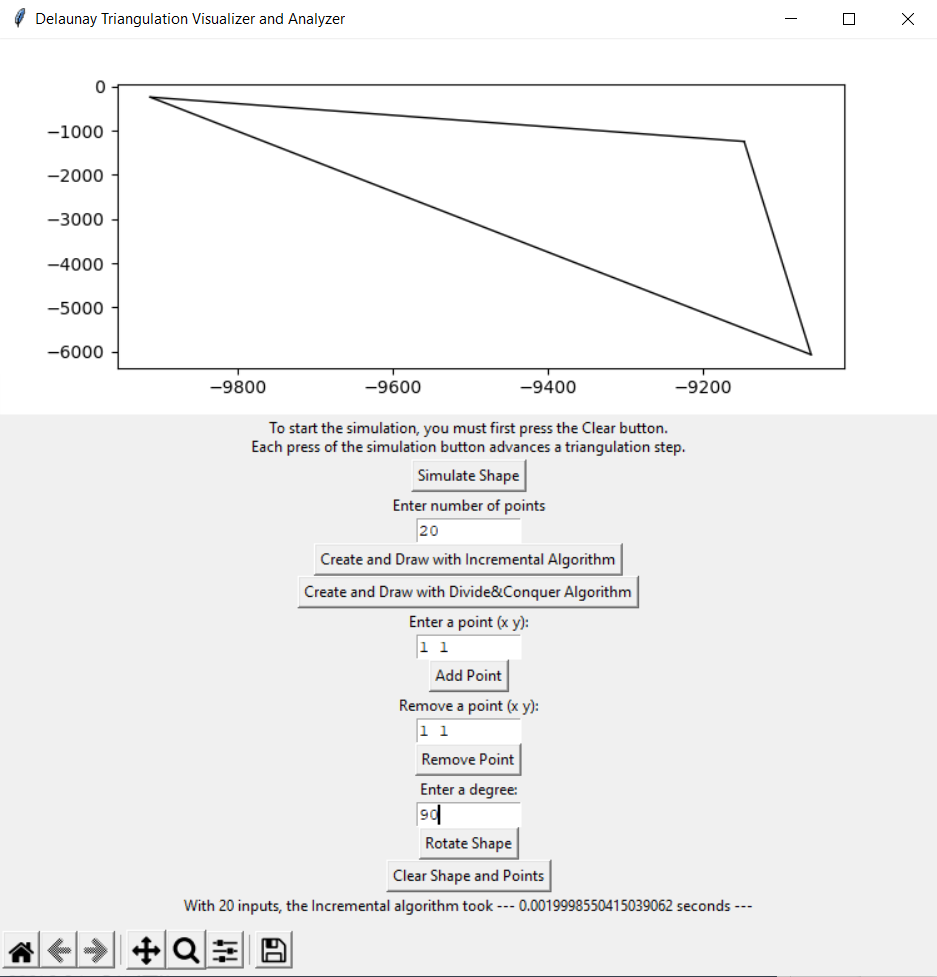 Delaunay Triangulation Visualizer and Analyzer
0
−1000
−2000
−3000
−4000
−5000
−6000
−9800 −9600 −9400 −9200
To start the simulation, you must first press the Clear button.
Each press of the simulation button advances a triangulation step.
Simulate Shape
Enter number of points
20
Create and Draw with Incremental Algorithm
Create and Draw with Divide&Conquer Algorithm
Enter a point (x y):
1 1
Add Point
Remove a point (x y):
1 1
Remove Point
Enter a degree:
90
Rotate Shape
Clear Shape and Points
With 20 inputs, the Incremental algorithm took --- 0.0019998550415039062 seconds ---